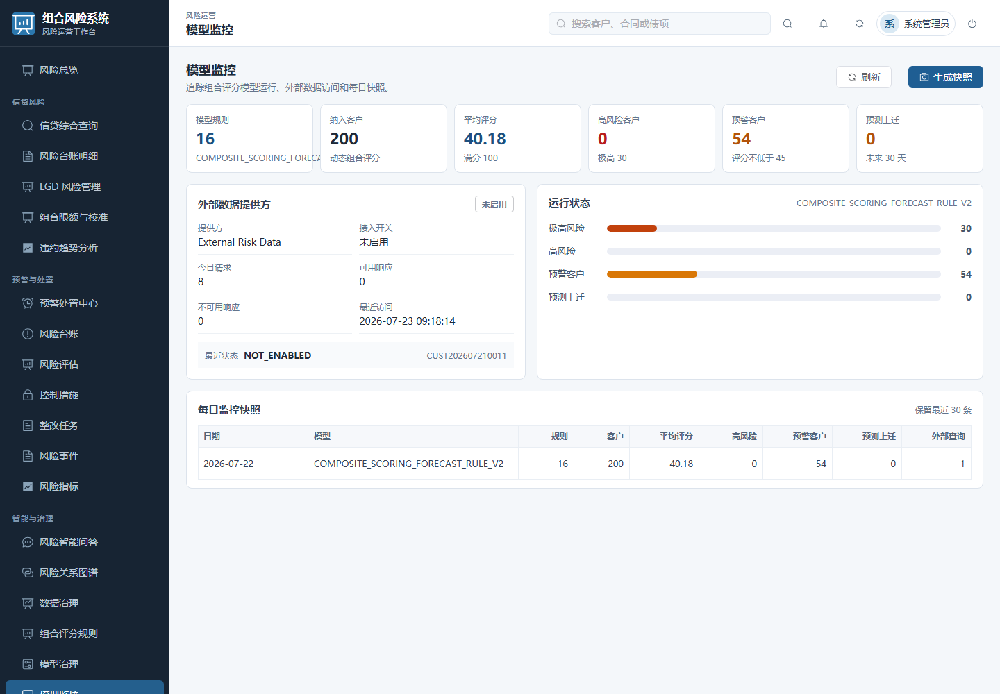 组合风险系统
风险运营工作台
风险总览
信贷风险
信贷综合查询
风险台账明细
LGD 风险管理
组合限额与校准
违约趋势分析
预警与处置
预警处置中心
风险台账
风险评估
控制措施
整改任务
风险事件
风险指标
智能与治理
风险智能问答
风险关系图谱
数据治理
组合评分规则
模型治理
模型监控
风险运营
模型监控
搜索客户、合同或债项
系 系统管理员
模型监控
追踪组合评分模型运行、外部数据访问和每日快照。
刷新
生成快照
模型规则
16
COMPOSITE_SCORING_FORECA
纳入客户
200
动态组合评分
平均评分
40.18
满分 100
高风险客户
0
极高 30
预警客户
54
评分不低于 45
预测上迁
0
未来 30 天
外部数据提供方 未启用
提供方 接入开关
External Risk Data 未启用
今日请求 可用响应
8 0
不可用响应 最近访问
0 2026-07-23 09:18:14
最近状态 NOT_ENABLED CUST202607210011
运行状态 COMPOSITE_SCORING_FORECAST_RULE_V2
极高风险 30
高风险 0
预警客户 54
预测上迁 0
每日监控快照 保留最近 30 条
日期 模型 规则 客户 平均评分 高风险 预警客户 预测上迁 外部查询
2026-07-22 COMPOSITE_SCORING_FORECAST_RULE_V2 16 200 40.18 0 54 0 1